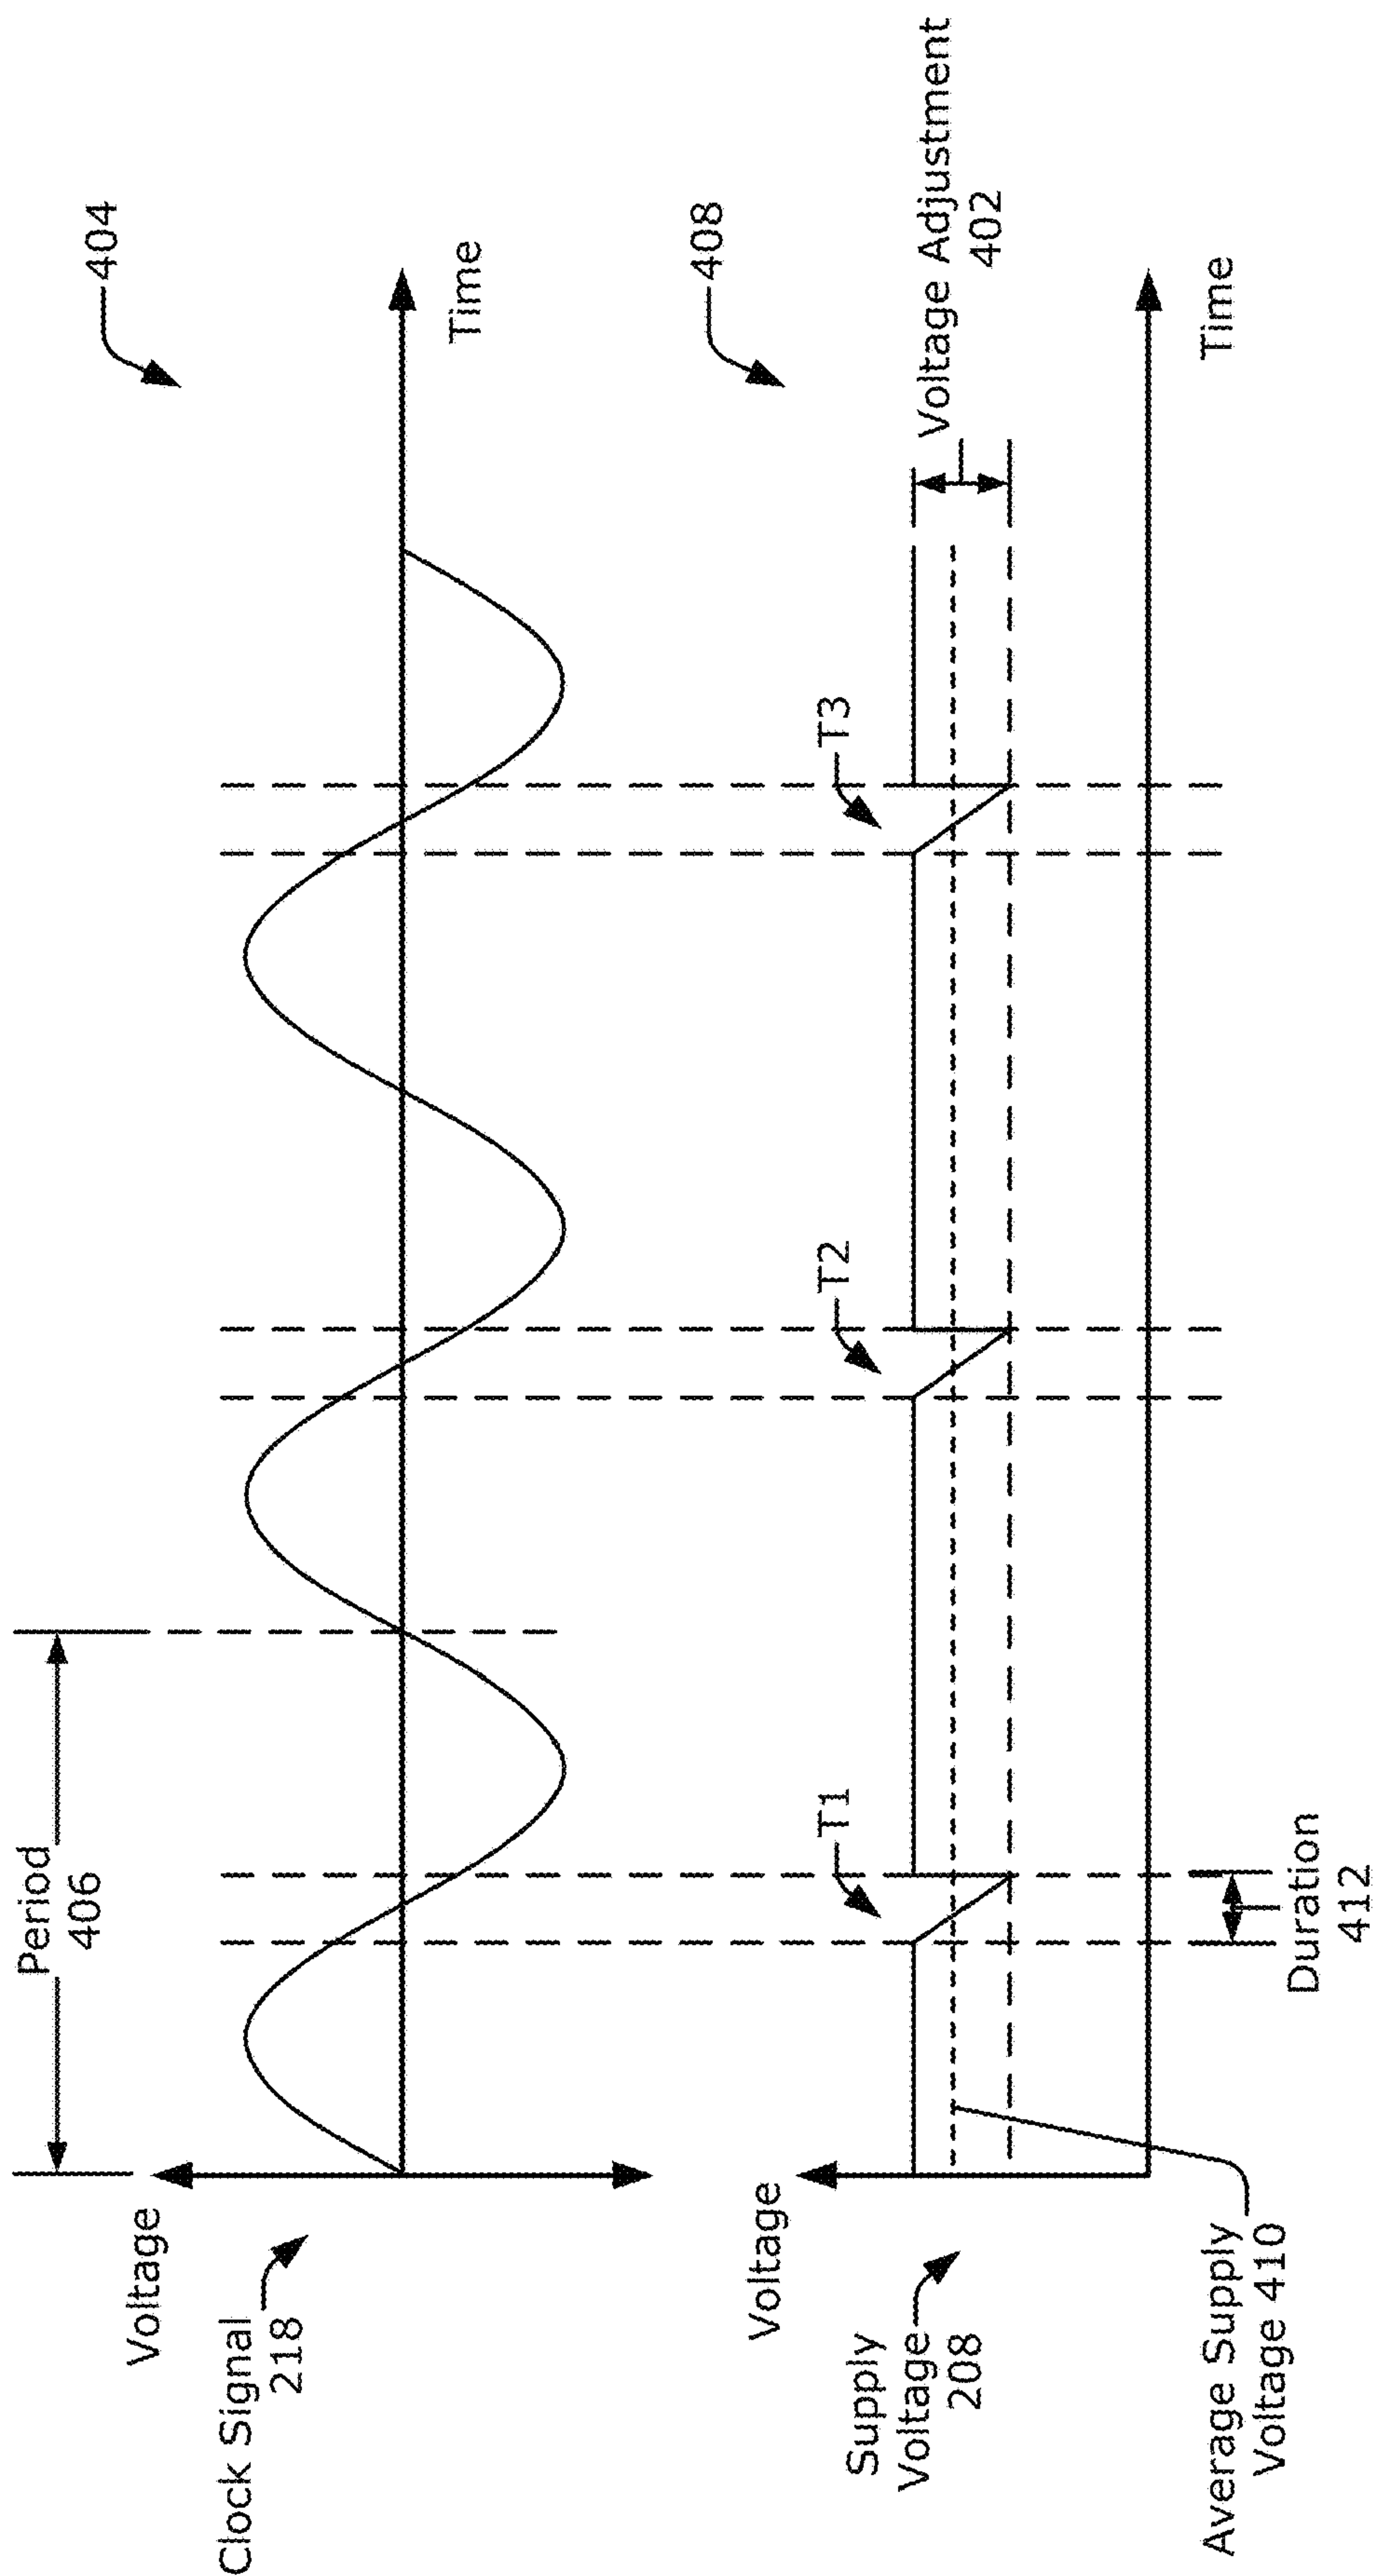 404
Period
406
Voltage
Clock Signal
218
Time
408
Voltage
Supply
Voltage
208
T1
T2
T3
Voltage Adjustment
402
Time
Average Supply
Voltage 410
Duration
412